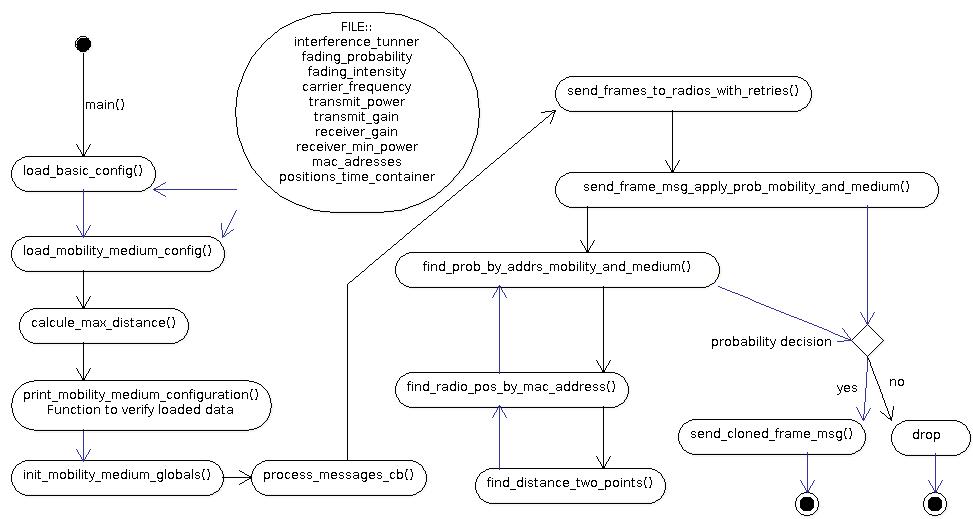 main()
load_basic_config()
load_mobility_medium_config()
calcule_max_distance()
print_mobility_medium_configuration()
Function to verify loaded data
init_mobility_medium_globals()
FILE::
interference_tunner
fading_probability
fading_intensity
carrier_frequency
transmit_power
transmit_gain
receiver_gain
receiver_min_power
mac_adresses
positions_time_container
process_messages_cb()
send_frames_to_radios_with_retries()
send_frame_msg_apply_prob_mobility_and_medium()
find_prob_by_addrs_mobility_and_medium()
find_radio_pos_by_mac_address()
find_distance_two_points()
probability decision
yes
no
send_cloned_frame_msg()
drop